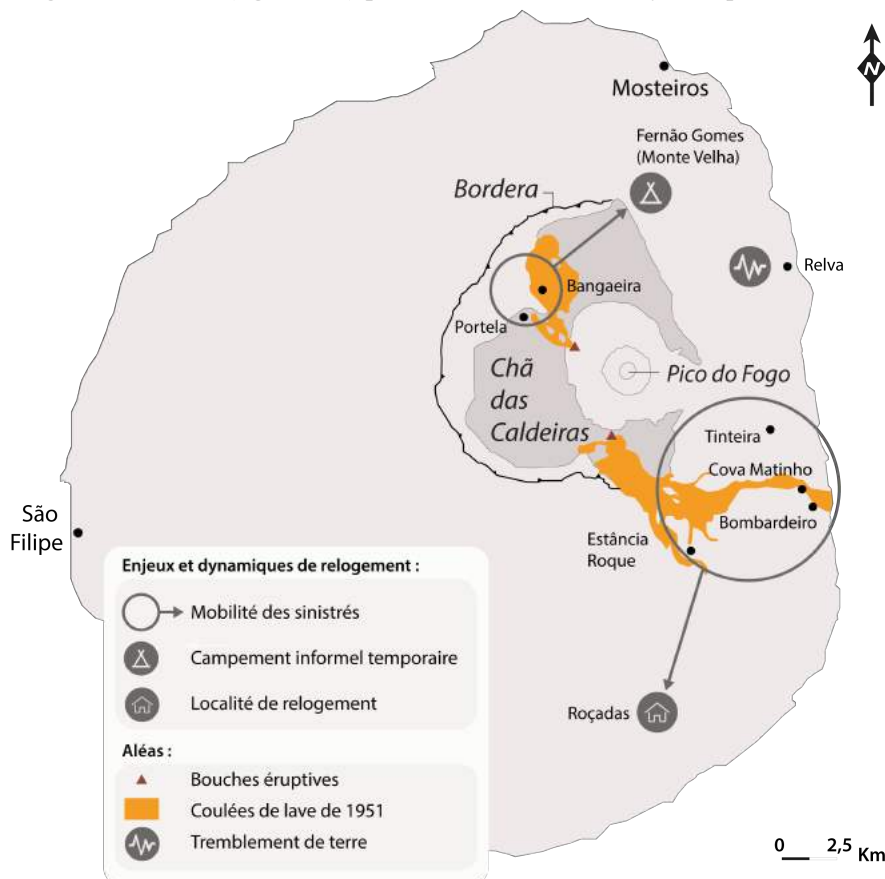 N
Mosteiros
Fernão Gomes
(Monte Velha)
Bordera
Relva
Bangaeira
Portela
Pico do Fogo
Chã
das
Caldeiras
Tinteira
Cova Matinho
Bombardeiro
São
Filipe
Estância
Roque
Roçadas
Enjeux et dynamiques de relogement :
Mobilité des sinistrés
Campement informel temporaire
Localité de relogement
Aléas :
Bouches éruptives
Coulées de lave de 1951
Tremblement de terre
0 2,5 Km